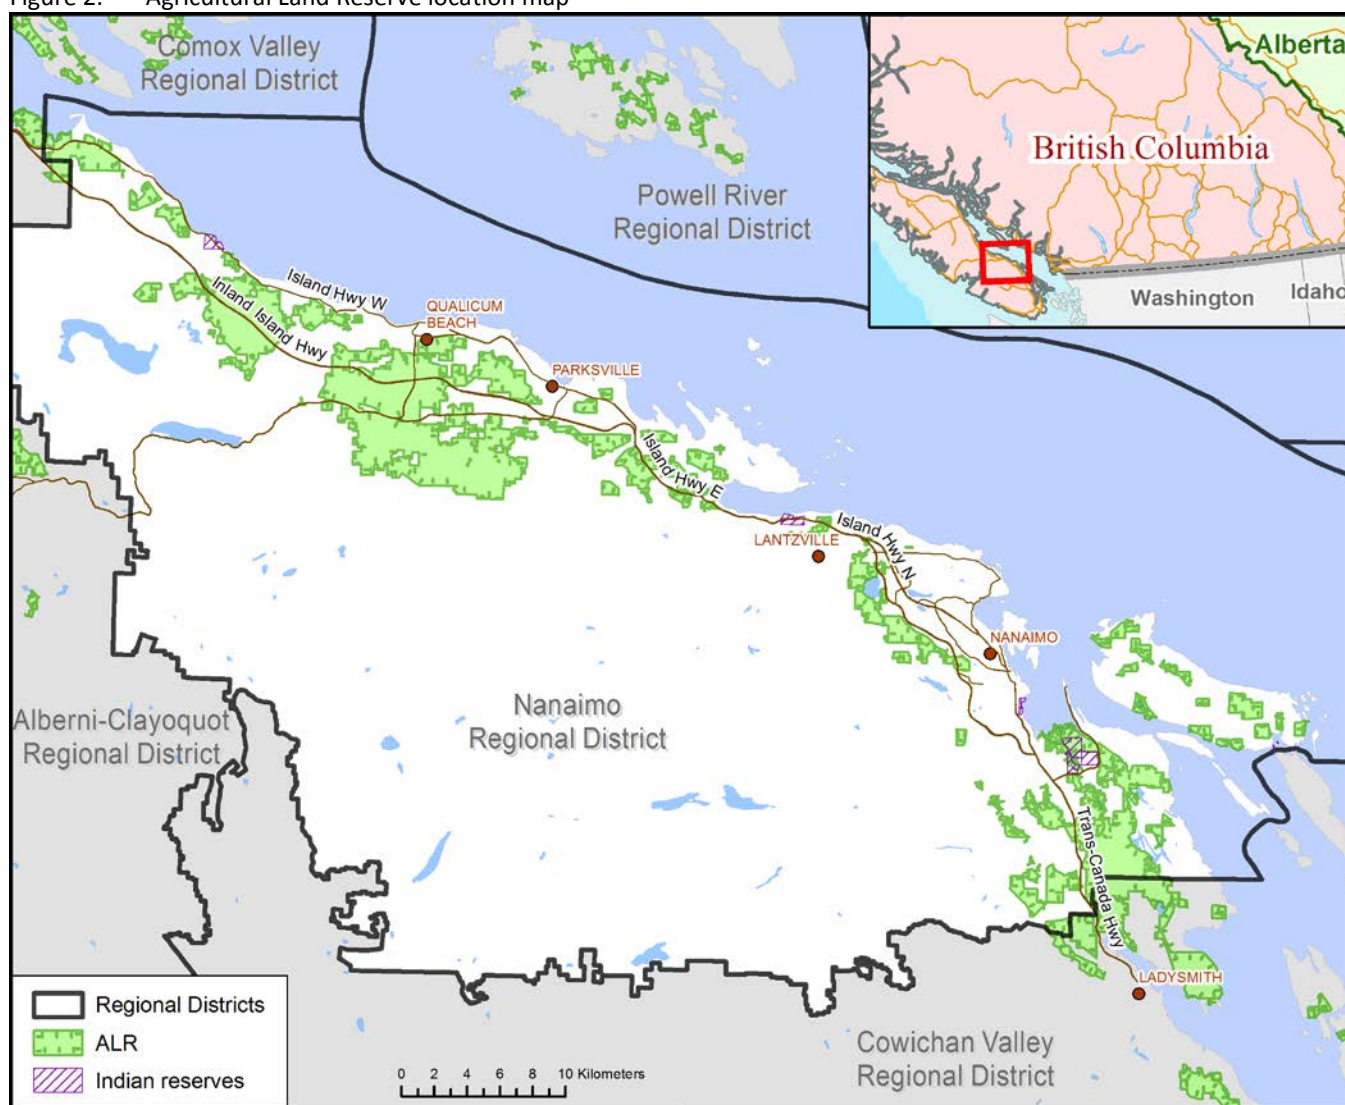 Figure 2. Agricultural Land Reserve location map
Comox Valley
Regional District
Powell River
Regional District
Alberta
British Columbia
Washington
Idaho
Island Hwy W
Inland Island Hwy
QUALICUM
BEACH
PARKSVILLE
Island Hwy E
LANTZVILLE
Island Hwy N
NANAIMO
Alberni-Clayoquot
Regional District
Nanaimo
Regional District
Trans-Canada Hwy
LADYSMITH
Cowichan Valley
Regional District
Regional Districts
ALR
Indian reserves
0 2 4 6 8 10 Kilometers